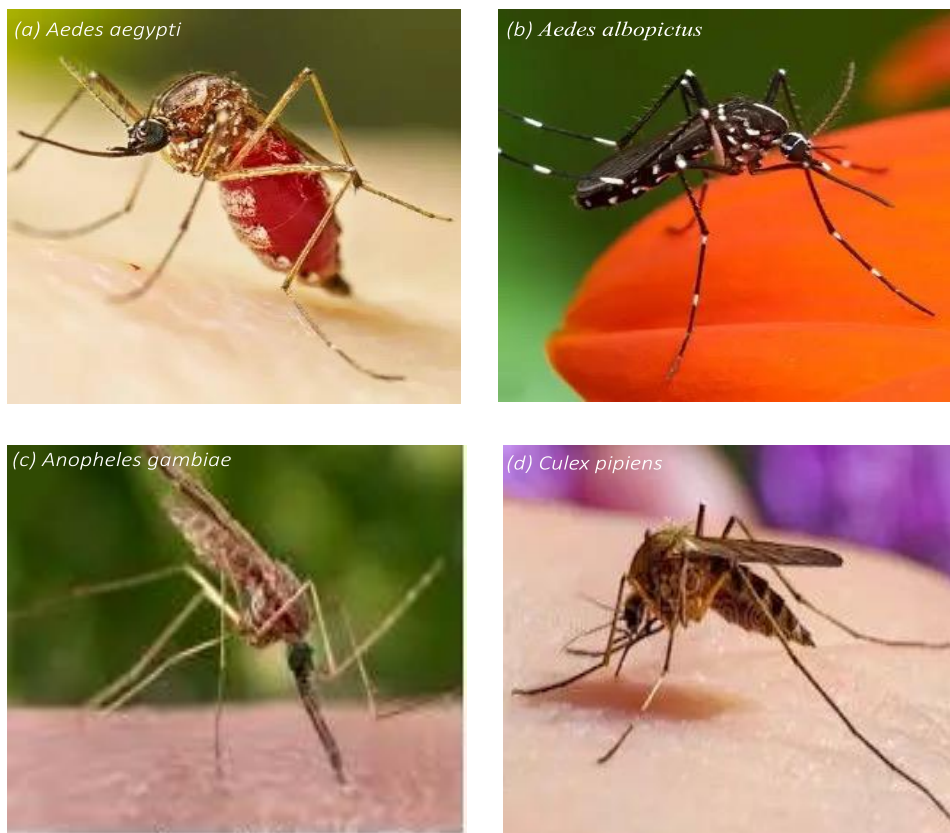 (a) Aedes aegypti
(b) Aedes albopictus
(c) Anopheles gambiae
(d) Culex pipiens